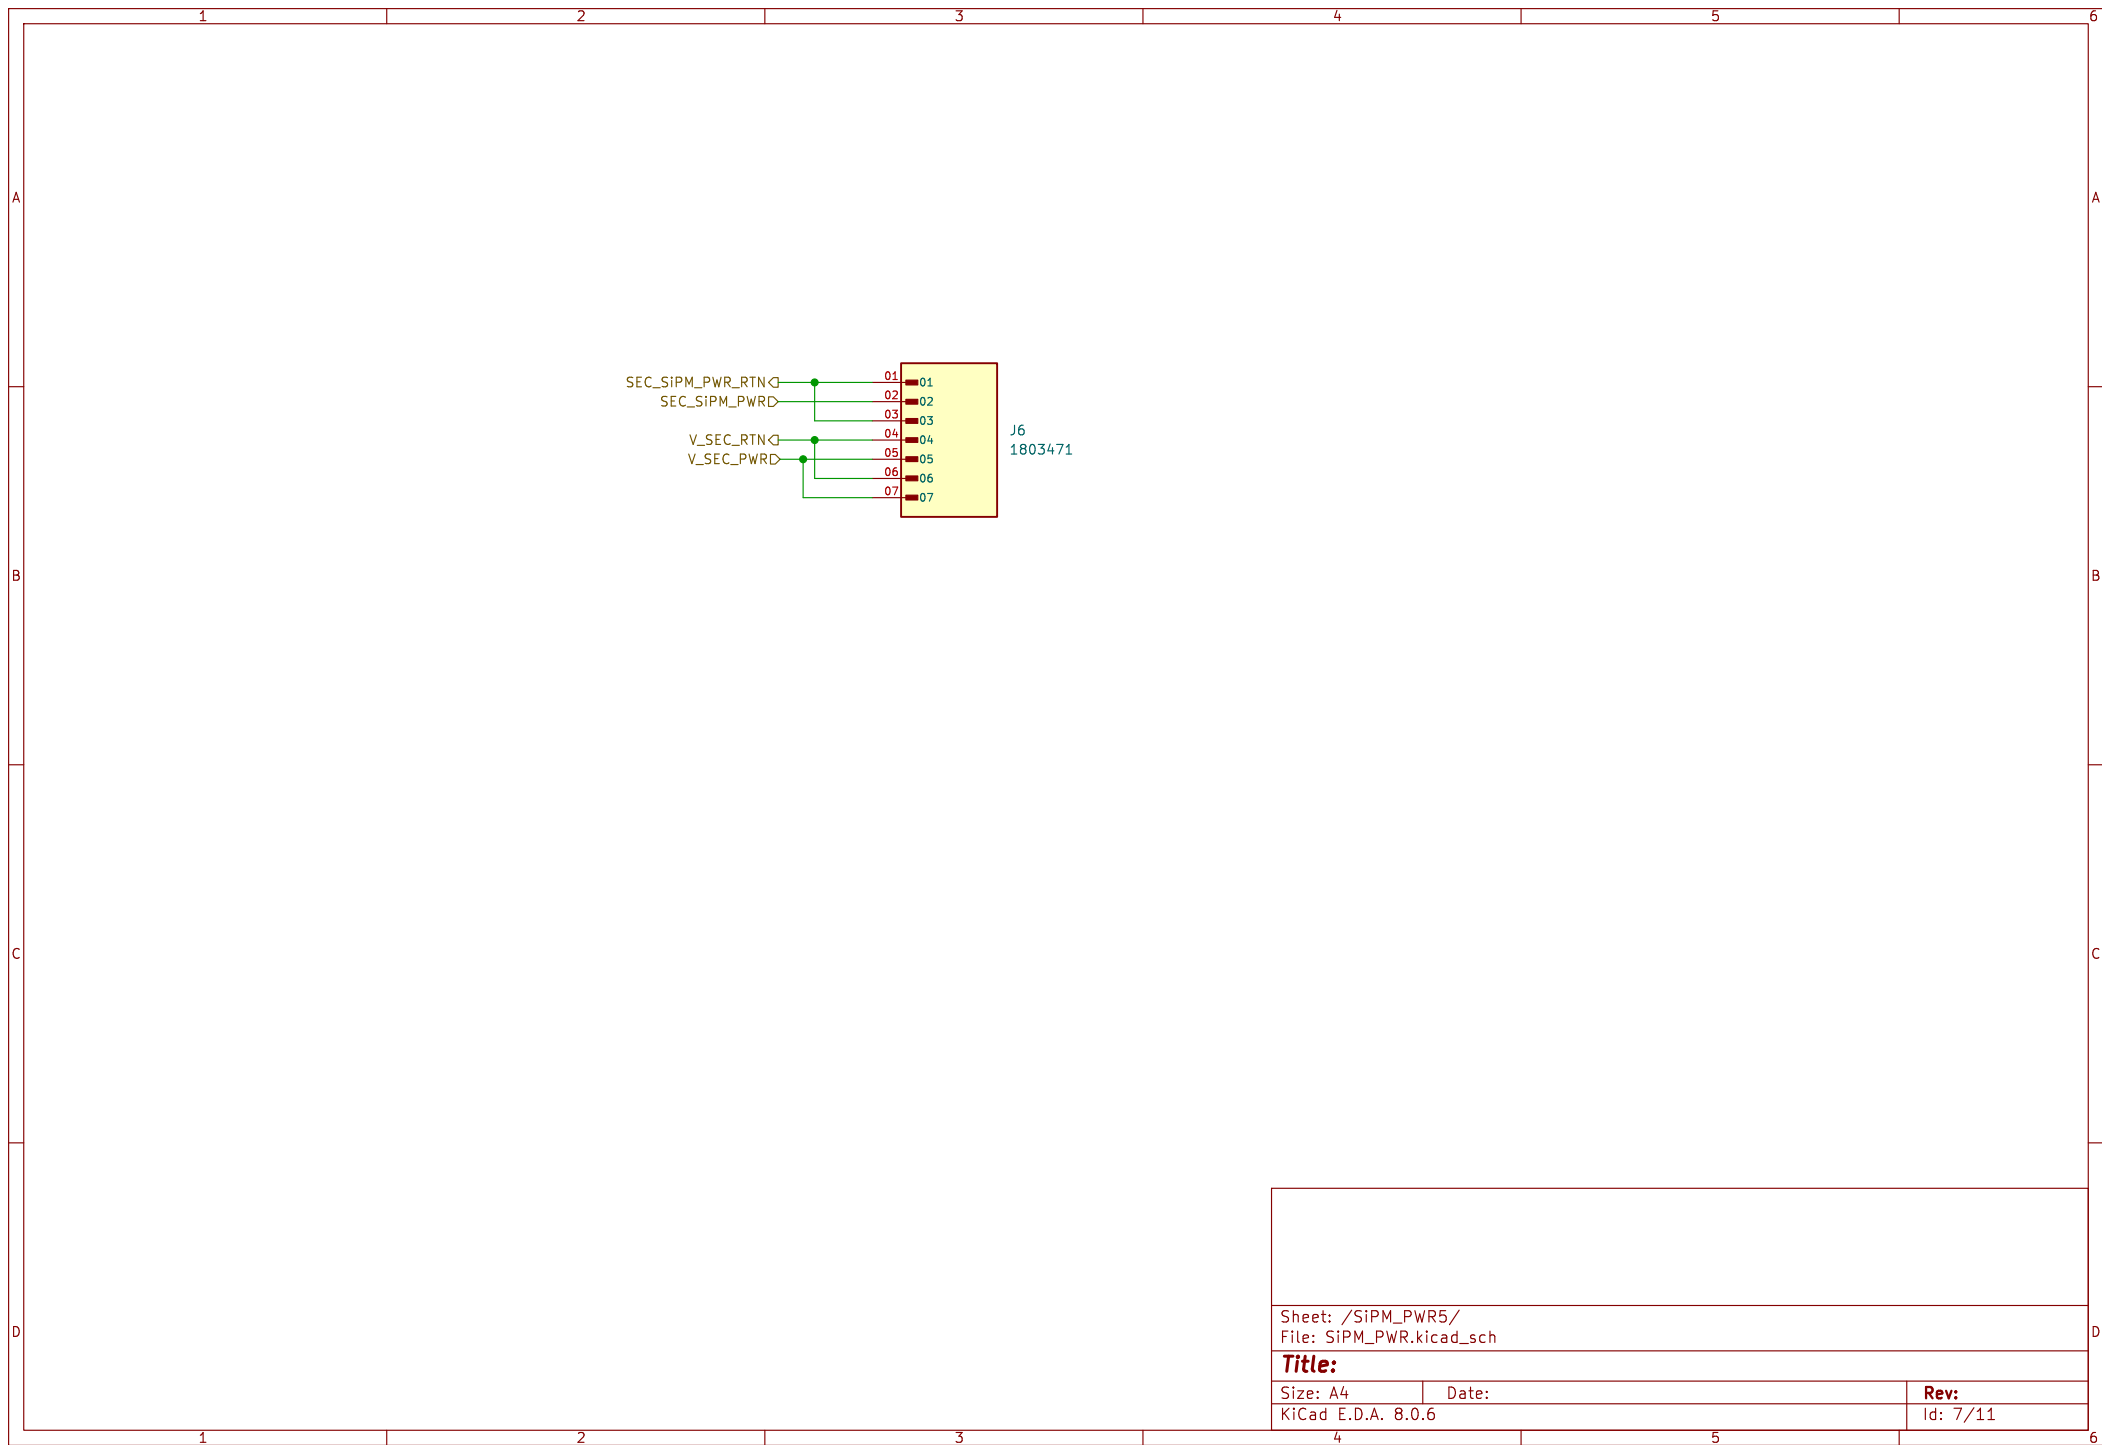 1 2 3 4 5 6
A A
SEC_SiPM_PWR_RTN 01 01
SEC_SiPM_PWR 02 02
03 03
V_SEC_RTN 04 04
V_SEC_PWR 05 05
06 06
07 07
J6
1803471
B B
C C
D D
Sheet: /SiPM_PWR5/
File: SiPM_PWR.kicad_sch
Title:
Size: A4 Date: Rev:
KiCad E.D.A. 8.0.6 Id: 7/11
1 2 3 4 5 6